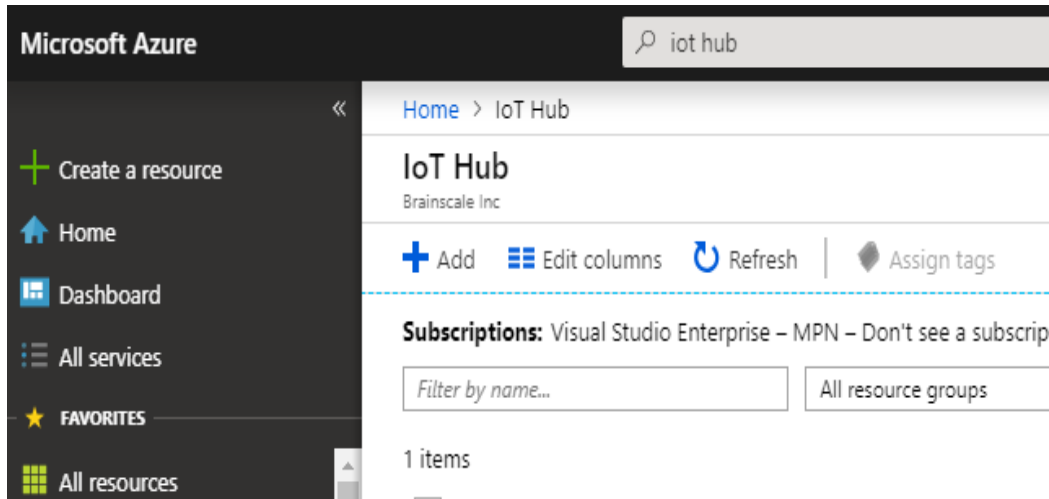 Microsoft Azure
iot hub
«
Create a resource
Home
Dashboard
All services
FAVORITES
All resources
Home > IoT Hub
IoT Hub
Brainscale Inc
Add Edit columns Refresh Assign tags
Subscriptions: Visual Studio Enterprise – MPN – Don't see a subscrip
Filter by name... All resource groups
1 items